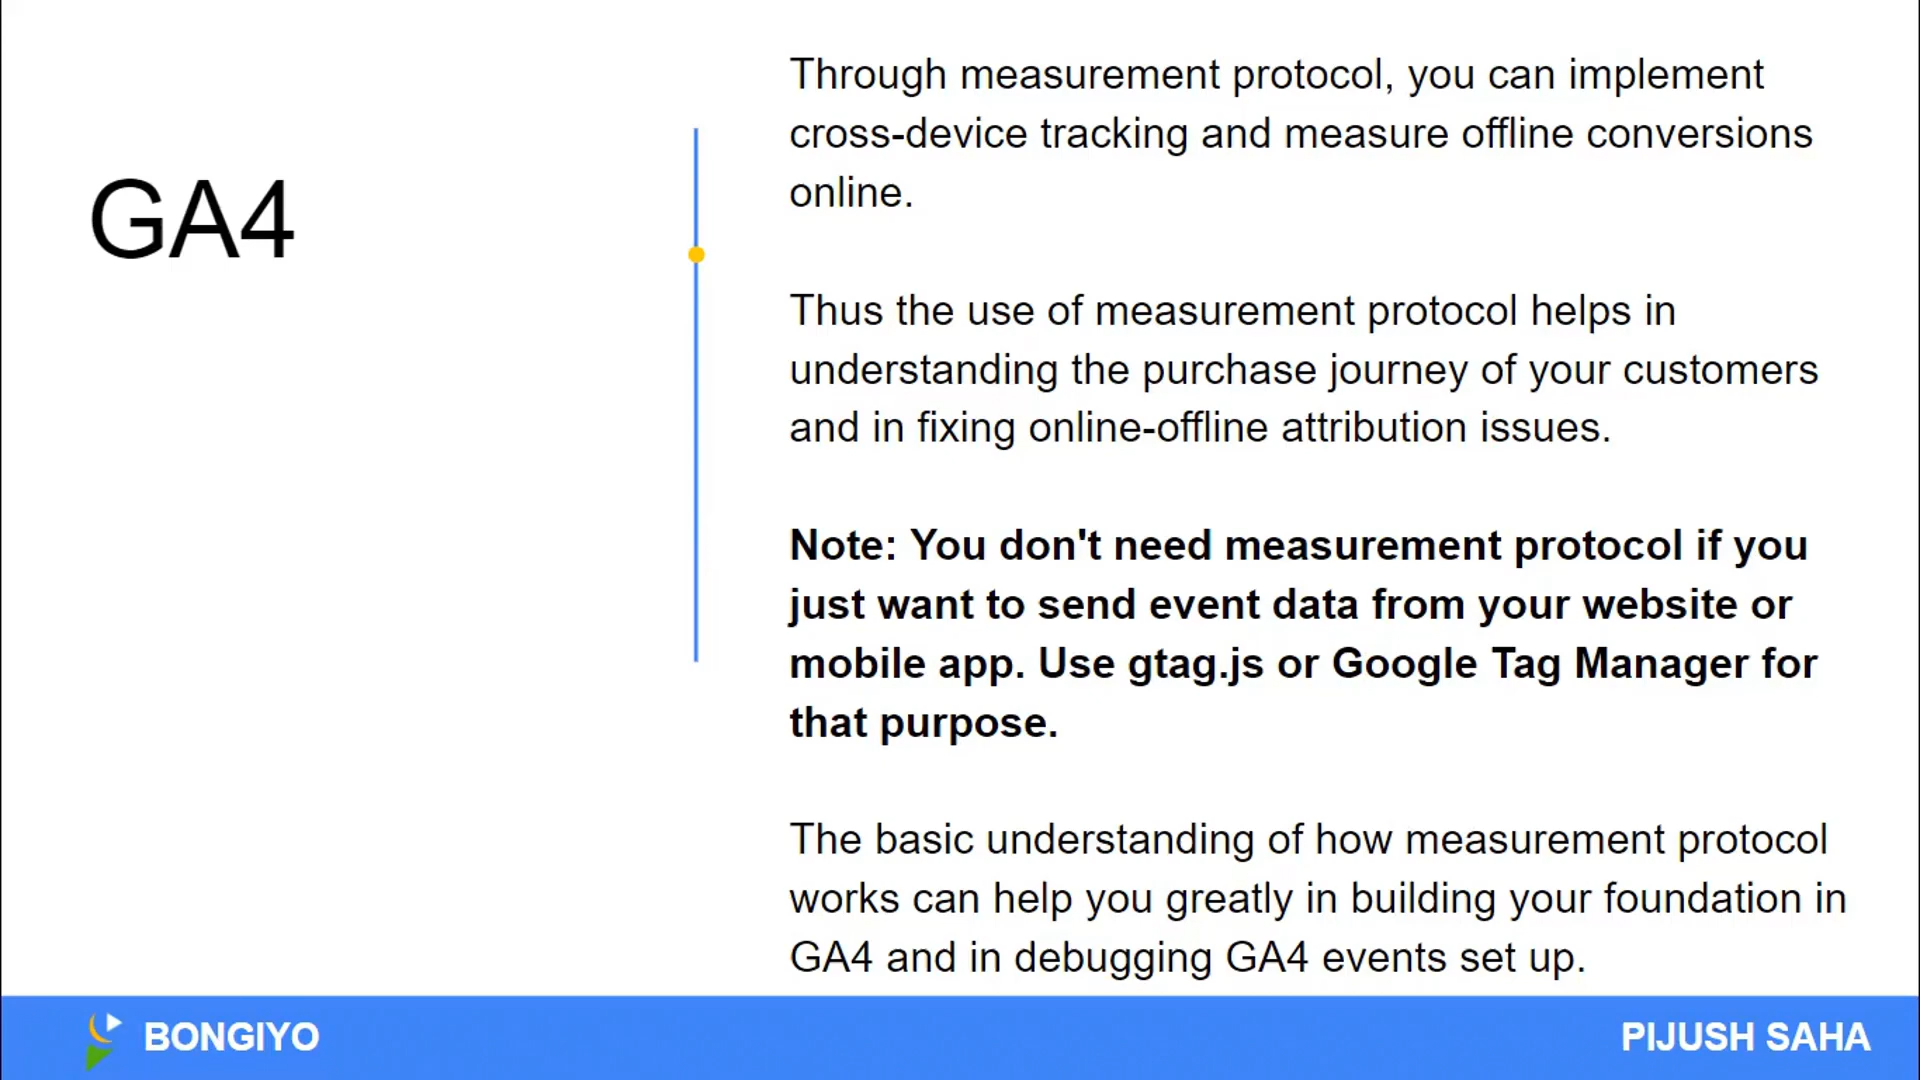 GA4
Through measurement protocol, you can implement
cross-device tracking and measure offline conversions
online.
Thus the use of measurement protocol helps in
understanding the purchase journey of your customers
and in fixing online-offline attribution issues.
Note: You don't need measurement protocol if you
just want to send event data from your website or
mobile app. Use gtag.js or Google Tag Manager for
that purpose.
The basic understanding of how measurement protocol
works can help you greatly in building your foundation in
GA4 and in debugging GA4 events set up.
BONGIYO
PIJUSH SAHA